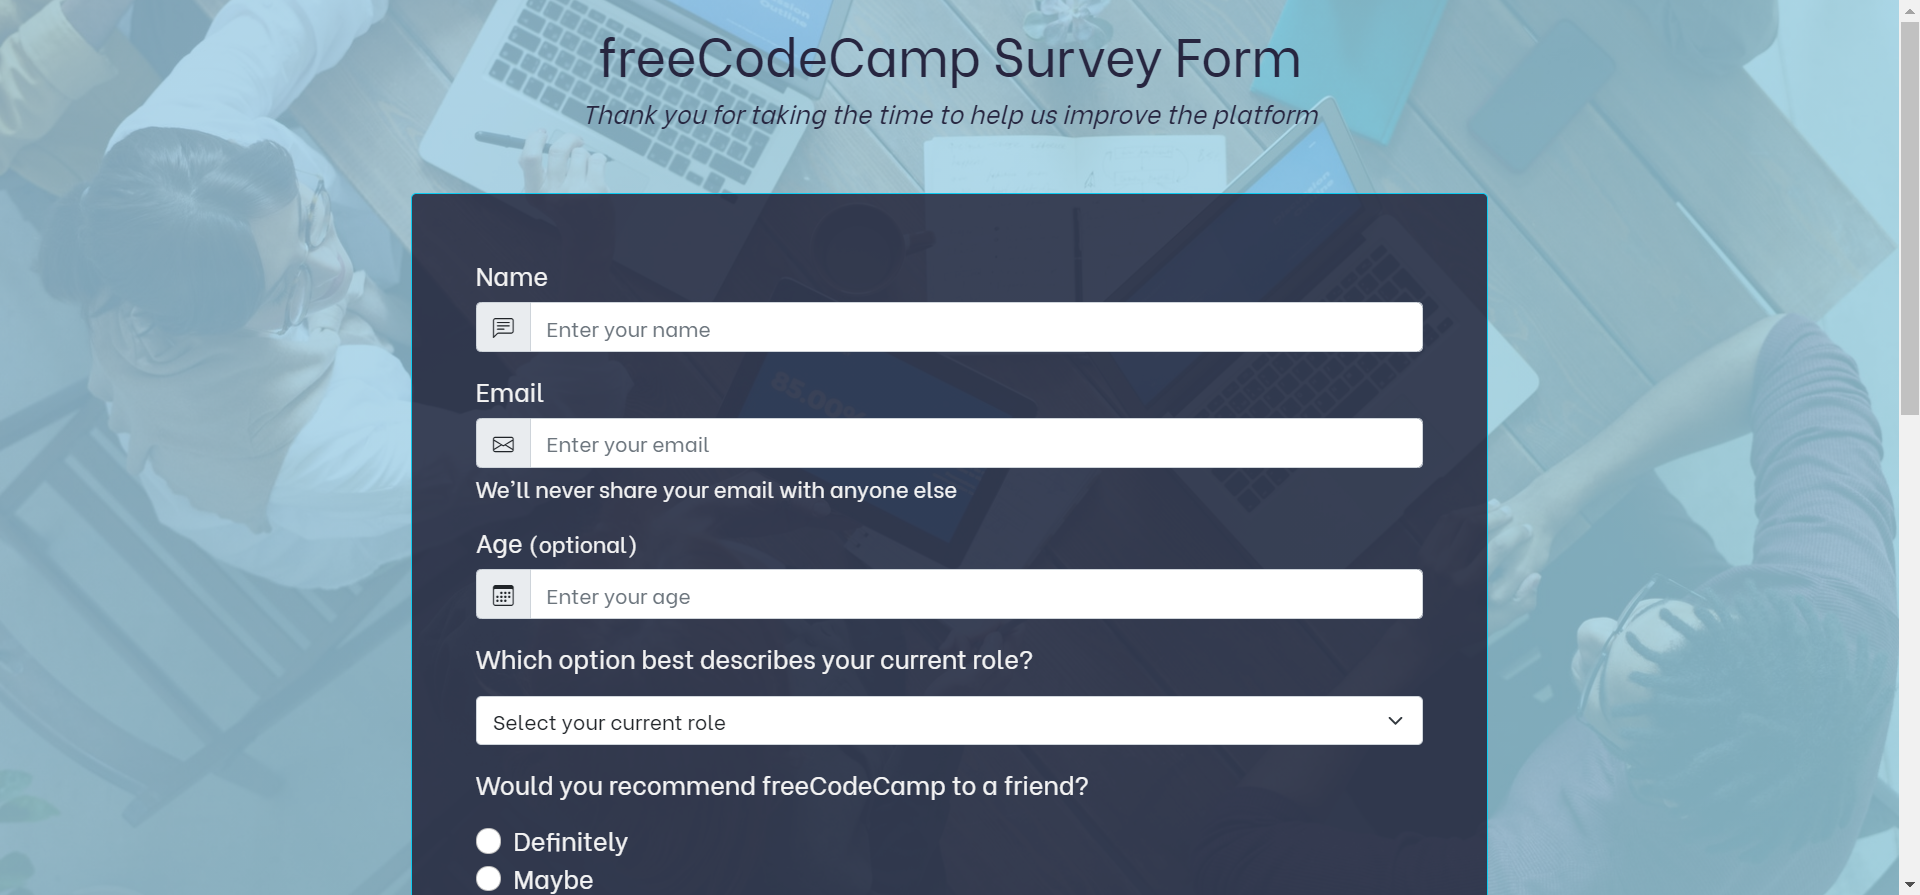 freeCodeCamp Survey Form
Thank you for taking the time to help us improve the platform
Name
Enter your name
Email
85.00%
Enter your email
We'll never share your email with anyone else
Age (optional)
Enter your age
Which option best describes your current role?
Select your current role
Would you recommend freeCodeCamp to a friend?
Definitely
Maybe